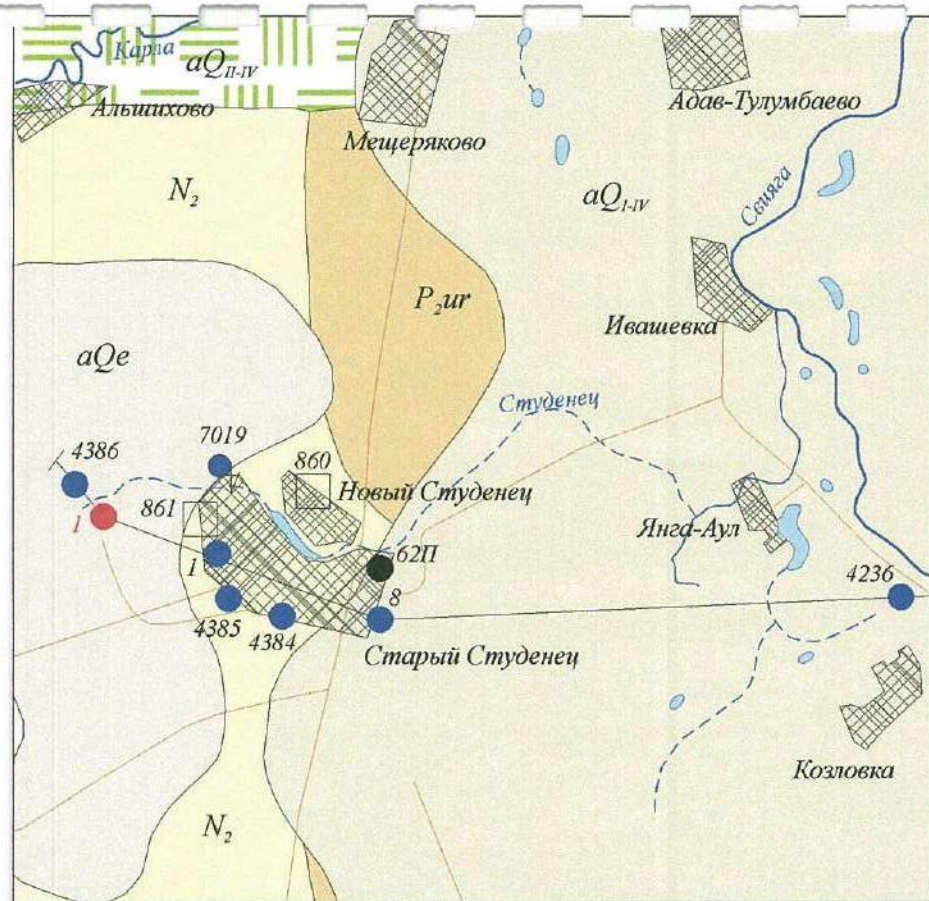 Карла
aQII-IV
Альшихово
Мещеряково
Адав-Тулумбаево
N2
aQI-IV
Свияга
P2ur
Ивашевка
aQe
Студенец
7019
4386
860
861
Новый Студенец
1
Янга-Аул
62П
1
4236
8
4385
4384
Старый Студенец
Козловка
N2